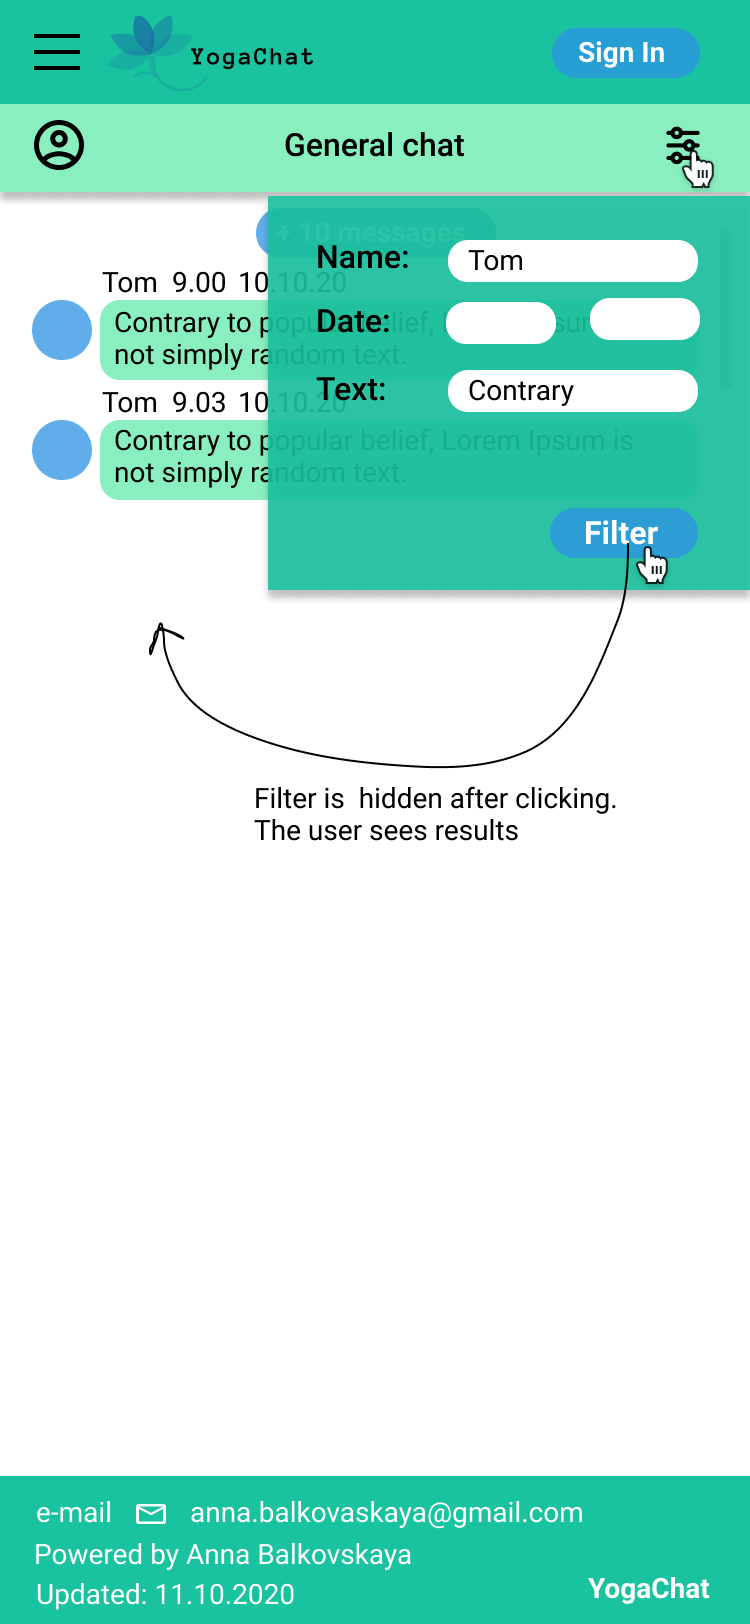 YogaChat
Sign In
General chat
+ 10 messages
Name:
Tom
Tom 9.00 10.10.20
Contrary to popular belief, Lorem Ipsum is
not simply random text.
Date:
Text:
Contrary
Tom 9.03 10.10.20
Contrary to popular belief, Lorem Ipsum is
not simply random text.
Filter
Filter is hidden after clicking.
The user sees results
e-mail anna.balkovaskaya@gmail.com
Powered by Anna Balkovskaya
Updated: 11.10.2020
YogaChat